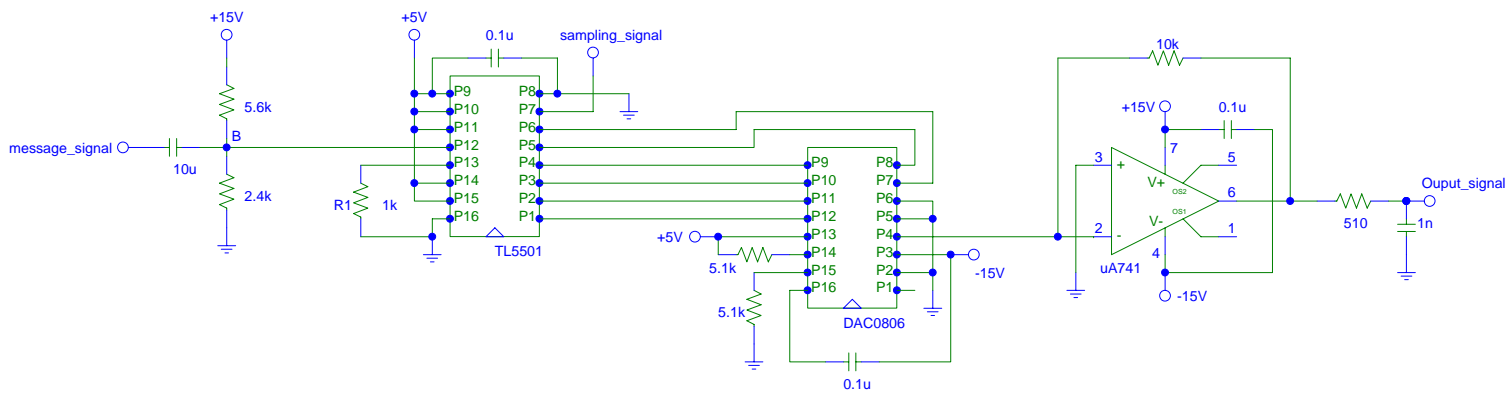 +15V
5.6k
B
2.4k
message_signal
10u
+5V
0.1u
sampling_signal
P9
P10
P11
P12
P13
P14
P15
P16
P8
P7
P6
P5
P4
P3
P2
P1
R1
1k
TL5501
+5V
5.1k
5.1k
P9
P10
P11
P12
P13
P14
P15
P16
P8
P7
P6
P5
P4
P3
P2
P1
DAC0806
0.1u
-15V
10k
+15V
0.1u
7
3
+
V+
OS2
5
6
OS1
1
V-
2
-
4
uA741
-15V
510
Ouput_signal
1n